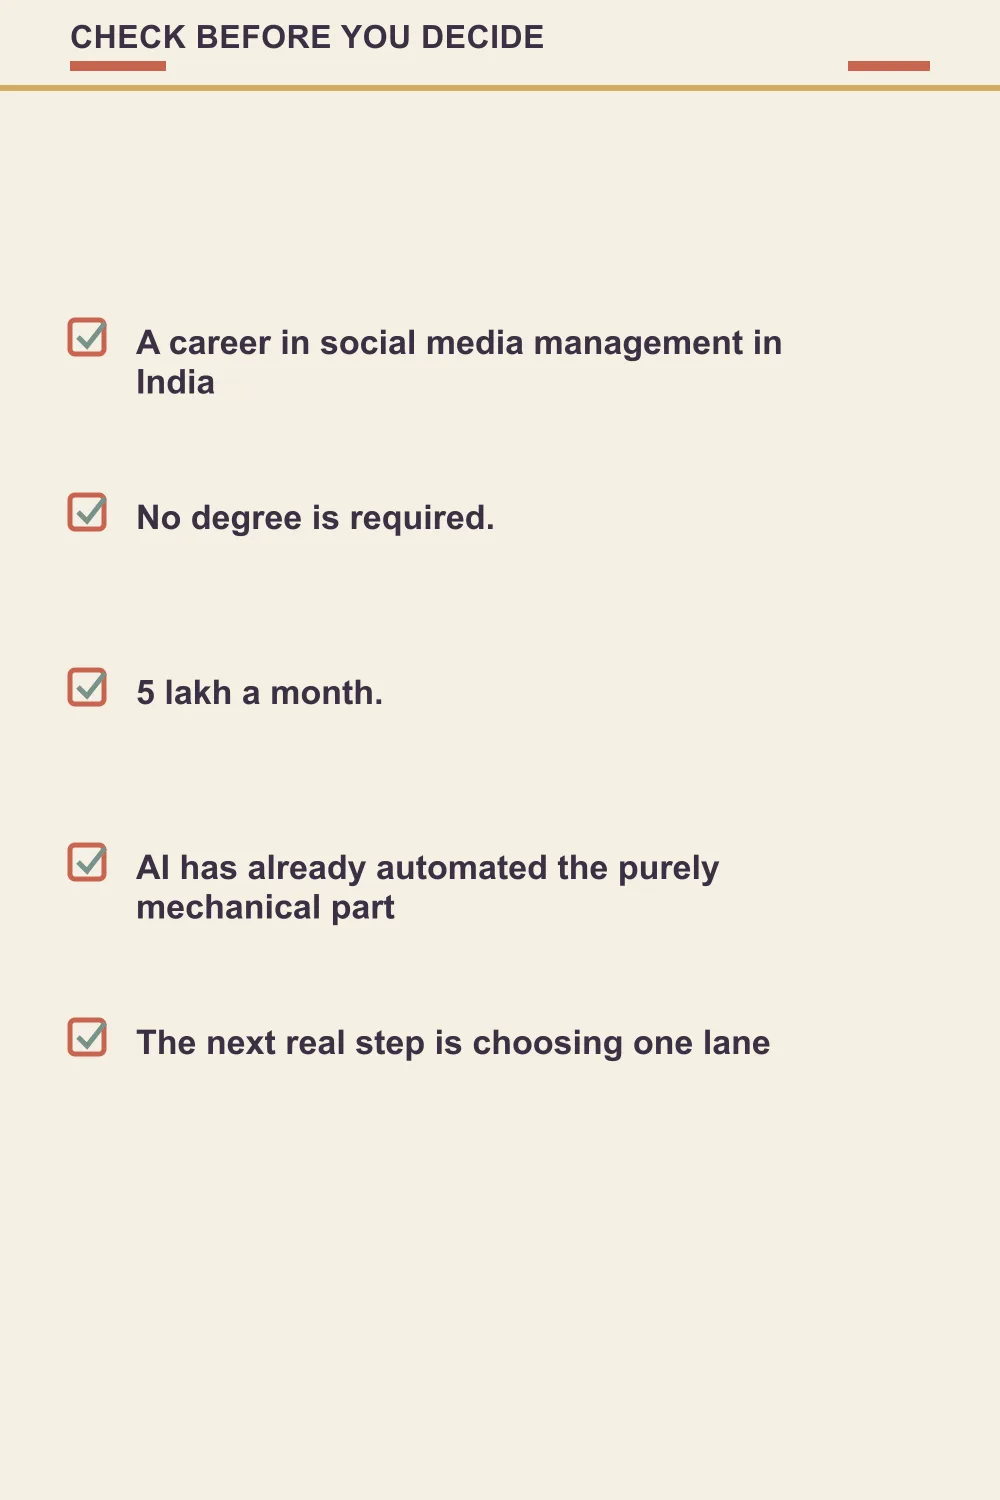 CHECK BEFORE YOU DECIDE
A career in social media management in
India
No degree is required.
5 lakh a month.
AI has already automated the purely
mechanical part
The next real step is choosing one lane